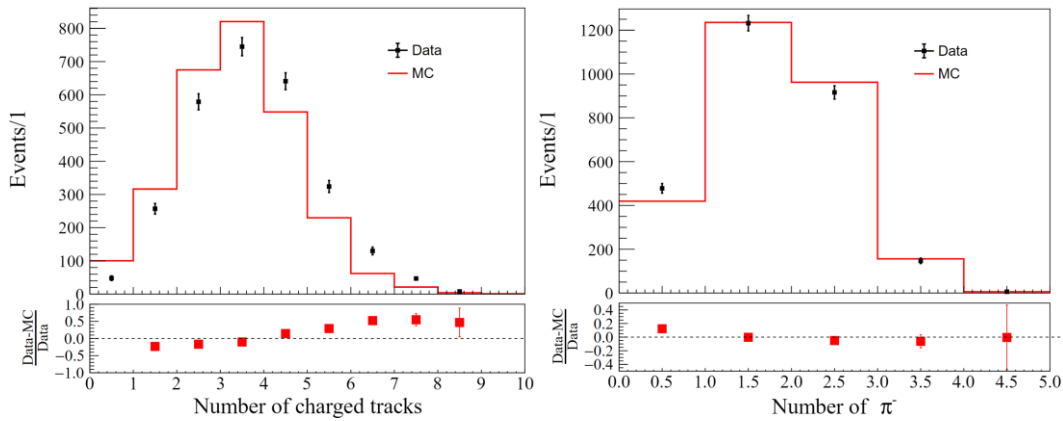 800
700
600
500
400
300
200
100
0
Events/1
Data
MC
1.0
0.5
0.0
−0.5
−1.0
Data-MC
Data
0 1 2 3 4 5 6 7 8 9 10
Number of charged tracks
1200
1000
800
600
400
200
0
Events/1
Data
MC
0.4
0.2
0.0
−0.2
−0.4
Data-MC
Data
0.0 0.5 1.0 1.5 2.0 2.5 3.0 3.5 4.0 4.5 5.0
Number of π⁻